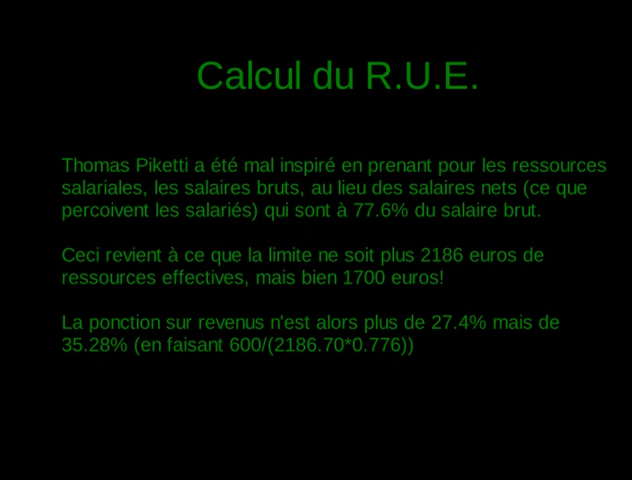 Calcul du R.U.E.
Thomas Piketti a été mal inspiré en prenant pour les ressources
salariales, les salaires bruts, au lieu des salaires nets (ce que
percoivent les salariés) qui sont à 77.6% du salaire brut.
Ceci revient à ce que la limite ne soit plus 2186 euros de
ressources effectives, mais bien 1700 euros!
La ponction sur revenus n'est alors plus de 27.4% mais de
35.28% (en faisant 600/(2186.70*0.776))